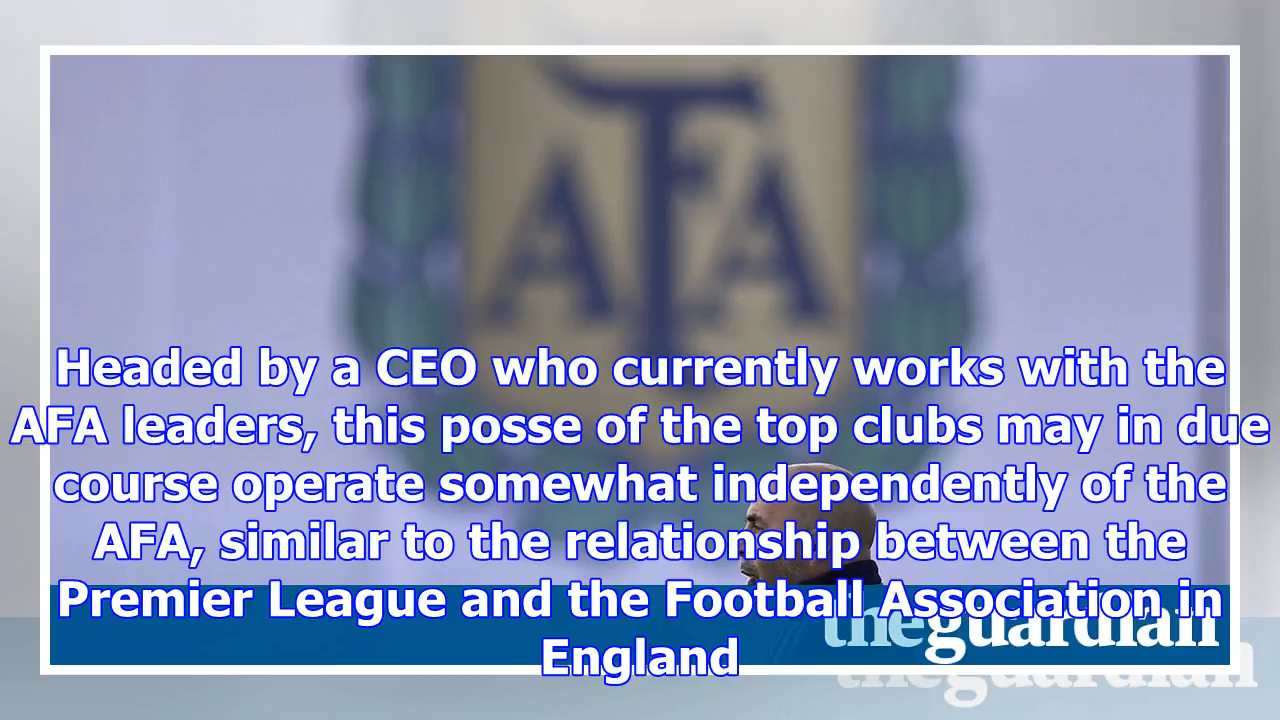 AFA
Headed by a CEO who currently works with the
AFA leaders, this posse of the top clubs may in due
course operate somewhat independently of the
AFA, similar to the relationship between the
Premier League and the Football Association in
theguardian
England
theguardian